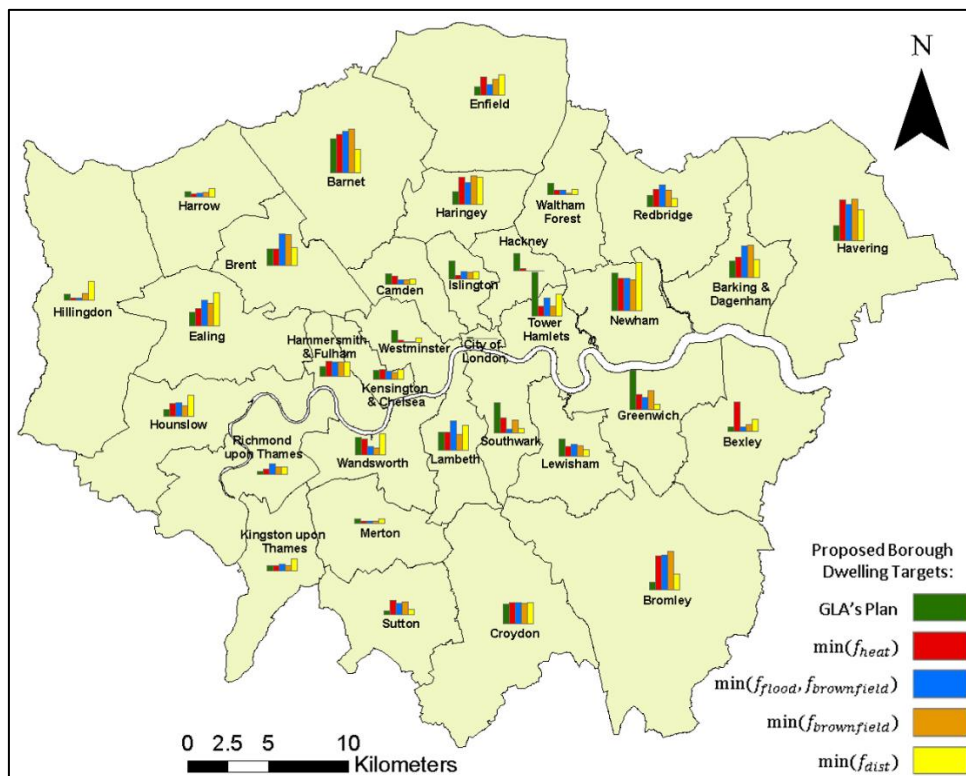 N
Enfield
Barnet
Harrow
Haringey
Waltham
Forest
Redbridge
Havering
Hackney
Brent
Camden
Islington
Barking &
Dagenham
Hillingdon
Ealing
Tower
Hamlets
Newham
Westminster
City of
London
Hammersmith
& Fulham
Kensington
& Chelsea
Hounslow
Greenwich
Bexley
Richmond
upon Thames
Wandsworth
Lambeth
Southwark
Lewisham
Kingston upon
Thames
Merton
Sutton
Croydon
Bromley
Proposed Borough
Dwelling Targets:
GLA's Plan
min(f_heat)
min(f_flood, f_brownfield)
min(f_brownfield)
min(f_dist)
0 2.5 5 10
Kilometers